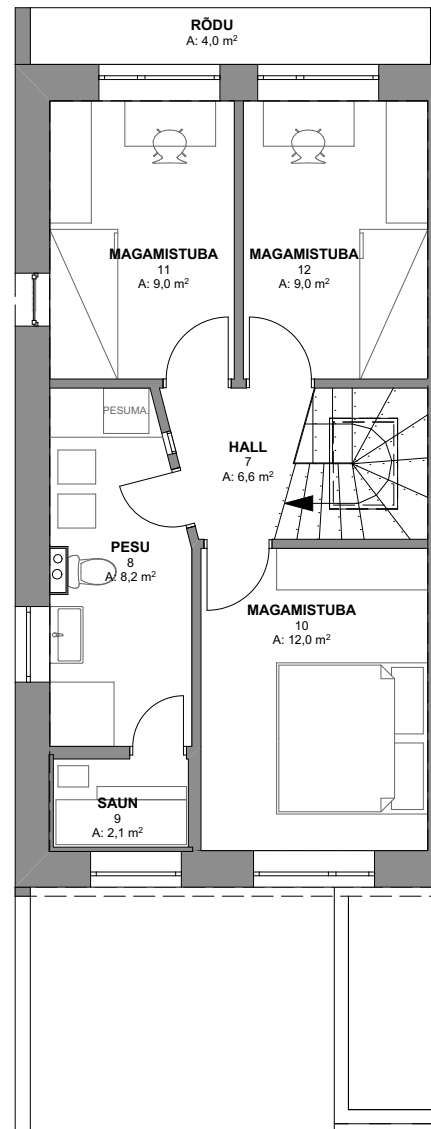 RÕDU
A: 4,0 m²
MAGAMISTUBA
11
A: 9,0 m²
MAGAMISTUBA
12
A: 9,0 m²
PESUMA.
HALL
7
A: 6,6 m²
PESU
8
A: 8,2 m²
MAGAMISTUBA
10
A: 12,0 m²
SAUN
9
A: 2,1 m²